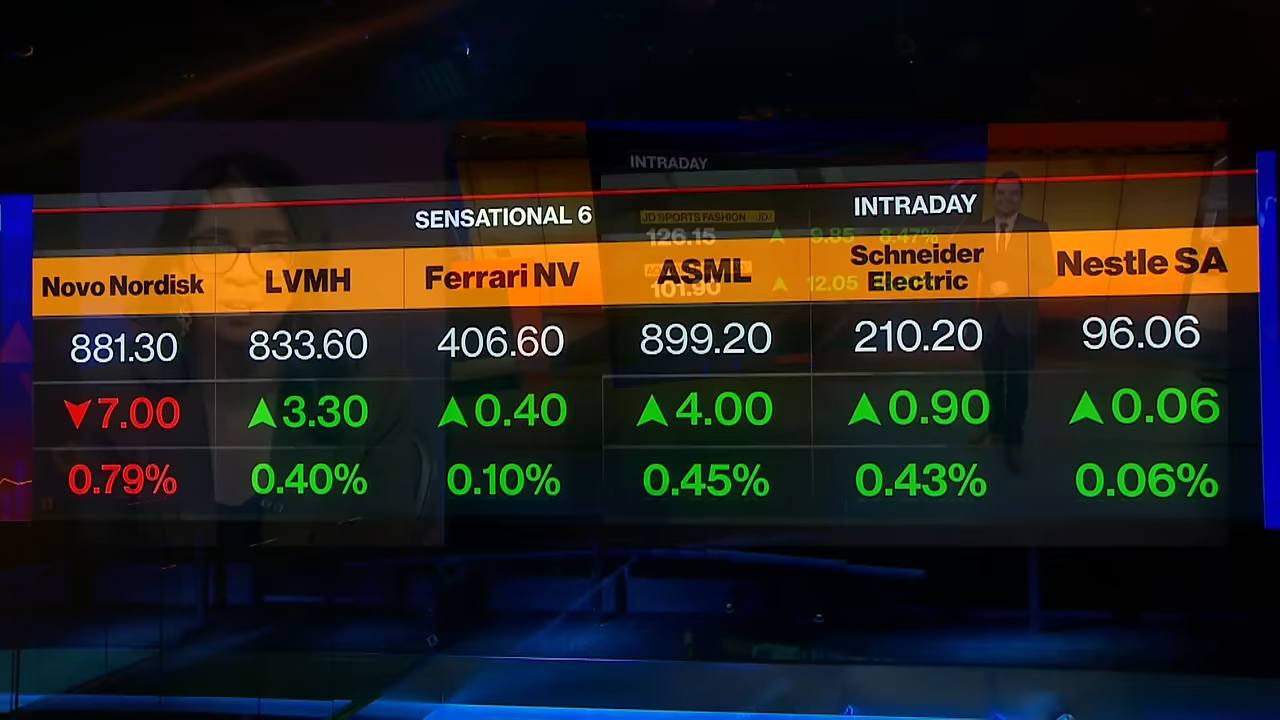 INTRADAY
SENSATIONAL 6 INTRADAY
JD SPORTS FASHION JD/
126.15 ▲ 9.85 8.47%
101.90 ▲ 12.05
Novo Nordisk LVMH Ferrari NV ASML Schneider Electric Nestle SA
881.30 833.60 406.60 899.20 210.20 96.06
▼7.00 ▲3.30 ▲0.40 ▲4.00 ▲0.90 ▲0.06
0.79% 0.40% 0.10% 0.45% 0.43% 0.06%